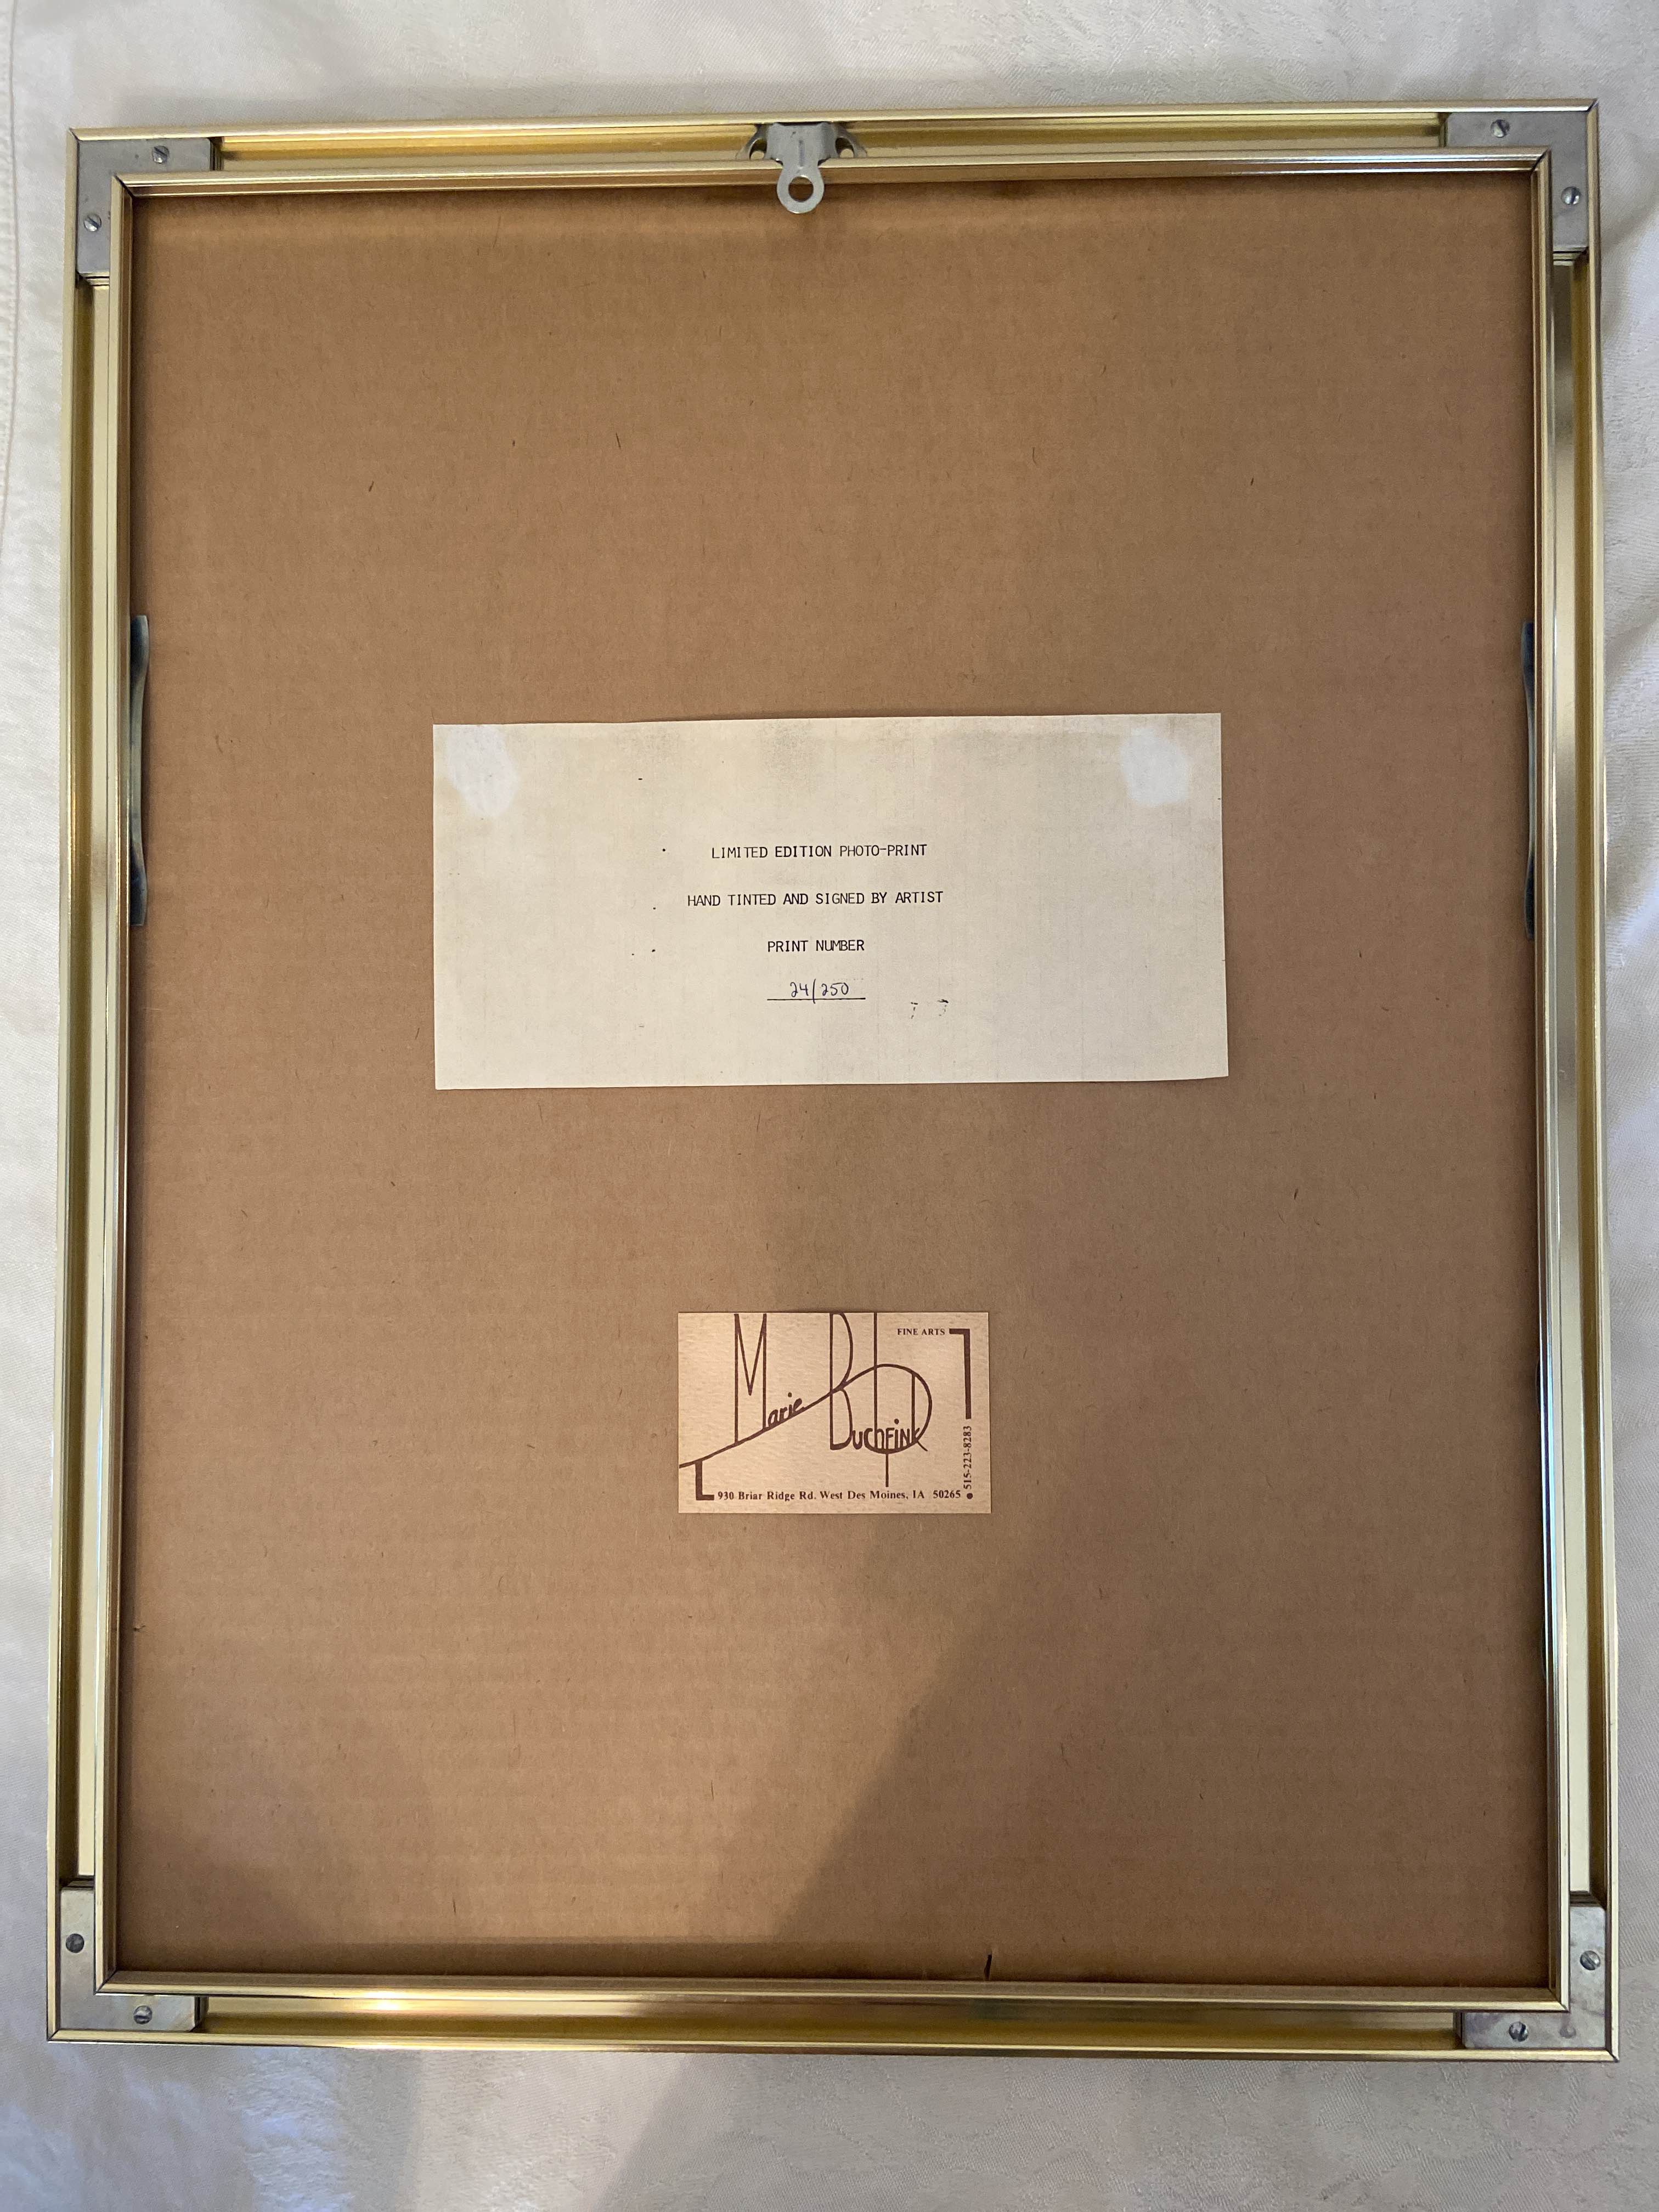 LIMITED EDITION PHOTO-PRINT
HAND TINTED AND SIGNED BY ARTIST
PRINT NUMBER
24/250
FINE ARTS
Marie Buchfink
515-223-8283
930 Briar Ridge Rd. West Des Moines, IA 50265